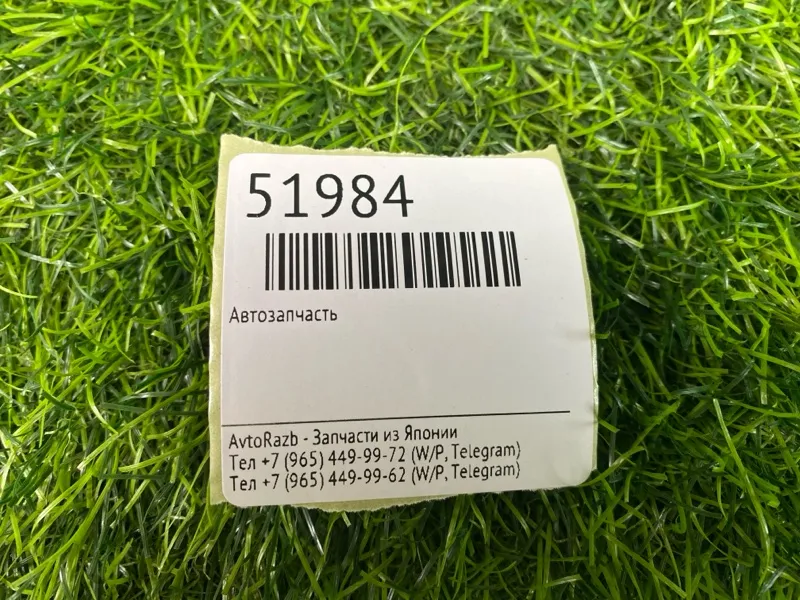 51984
Автозапчасть
AvtoRazb - Запчасти из Японии
Тел +7 (965) 449-99-72 (W/P, Telegram)
Тел +7 (965) 449-99-62 (W/P, Telegram)